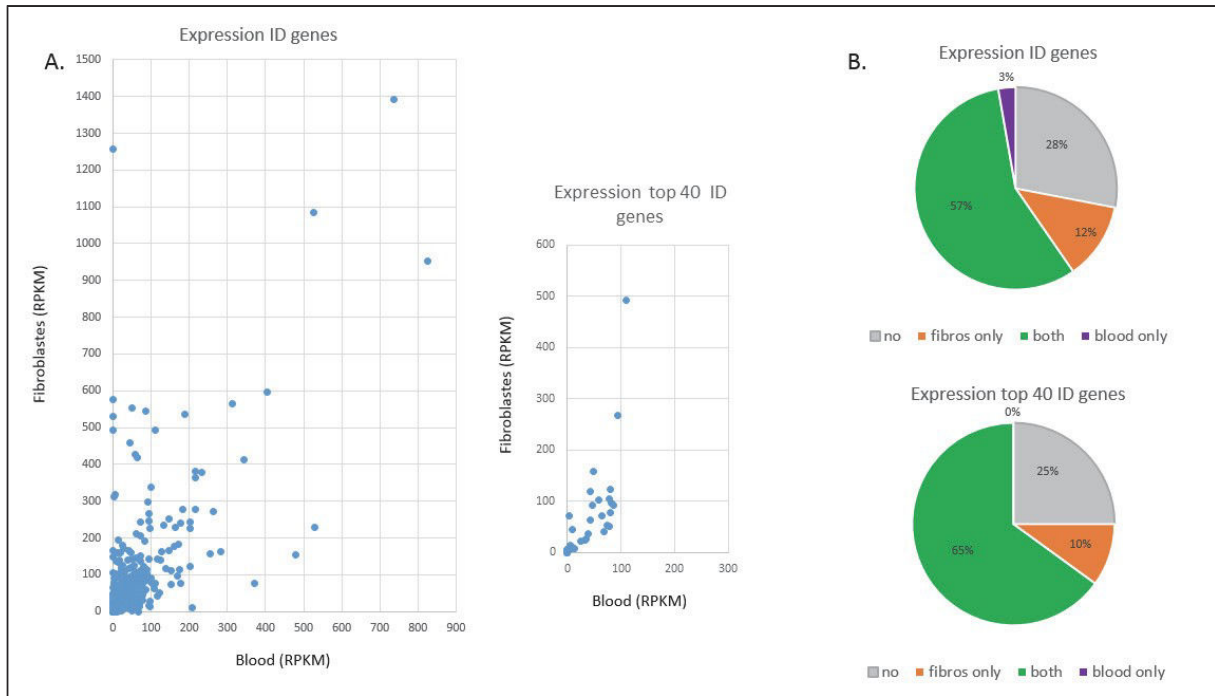 A.
Expression ID genes
1500
1400
1300
1200
1100
1000
900
800
700
600
500
400
300
200
100
0
Fibroblastes (RPKM)
0 100 200 300 400 500 600 700 800 900
Blood (RPKM)
Expression top 40 ID
genes
600
500
400
300
200
100
0
Fibroblastes (RPKM)
0 100 200 300
Blood (RPKM)
B.
Expression ID genes
3%
28%
57%
12%
no fibros only both blood only
Expression top 40 ID genes
0%
25%
65%
10%
no fibros only both blood only